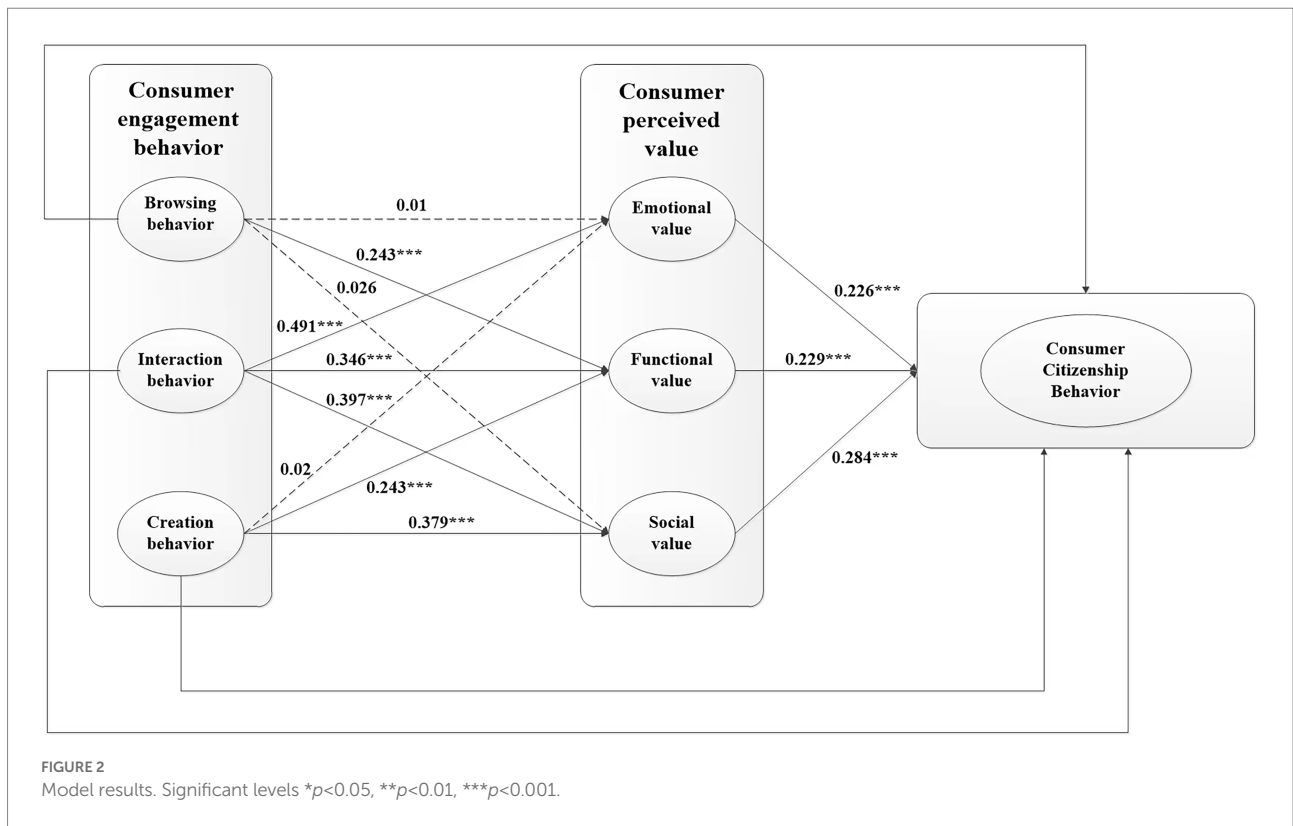 Consumer
engagement
behavior
Consumer
perceived
value
Browsing
behavior
0.01
Emotional
value
0.243***
0.026
0.226***
0.491***
Interaction
behavior
0.346***
Functional
value
0.229***
Consumer
Citizenship
Behavior
0.397***
0.284***
0.02
0.243***
Creation
behavior
0.379***
Social
value
FIGURE 2
Model results. Significant levels *p<0.05, **p<0.01, ***p<0.001.